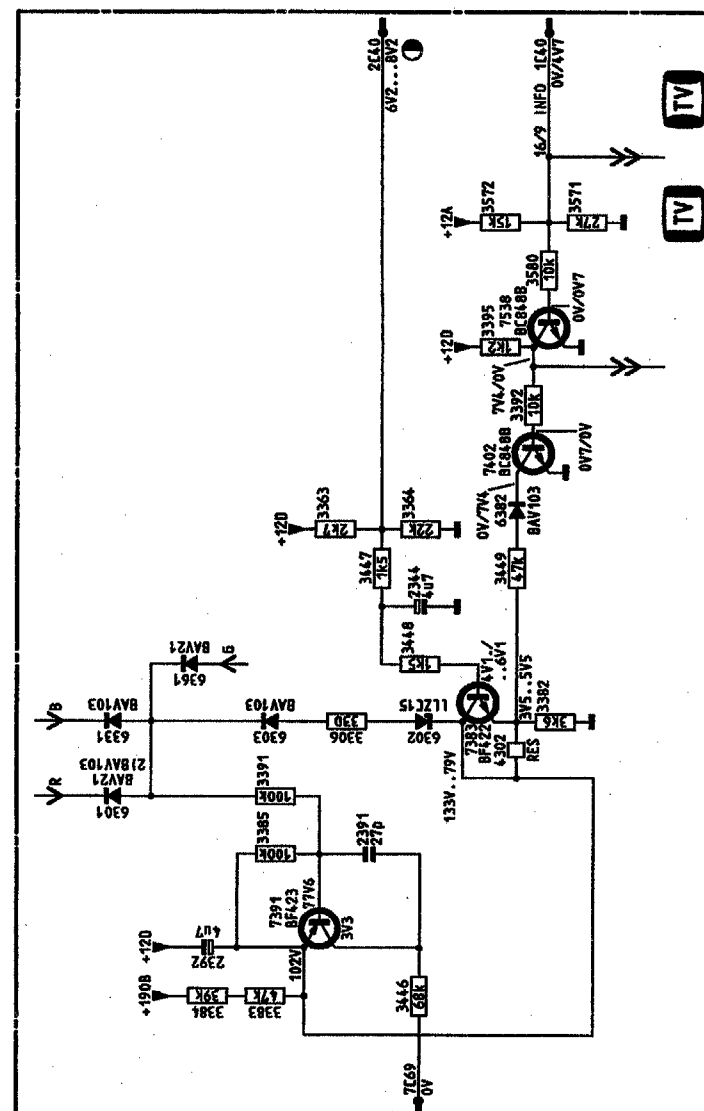 2C40
6V2...8V2
16/9 INFO 1C40
0V/4V7
TV
TV
+12A
3572
15k
3571
27k
3580
10k
+12D
3395
1k2
7538
BC848B
0V/0V7
7V4/0V
3392
10k
7402
BC848B
0V7/0V
0V/7V4
6382
BAV103
+12D
3363
2k7
3364
22k
3447
1k5
2344
4u7
3449
47k
3448
1k5
4V1../
..6V1
B
BAV103
6331
BAV21
6361
Б
BAV103
6303
330
3306
LLZC15
6302
7383
BF422
4302
RES
3V5..5V5
3382
3k6
133V..79V
R
2)BAV103
BAV21
6301
3391
100k
3385
100k
2391
27p
7391
BF423
77V6
3V3
102V
+12D
4u7
2392
+190B
39k
3384
47k
3383
3446
68k
7C69
0V